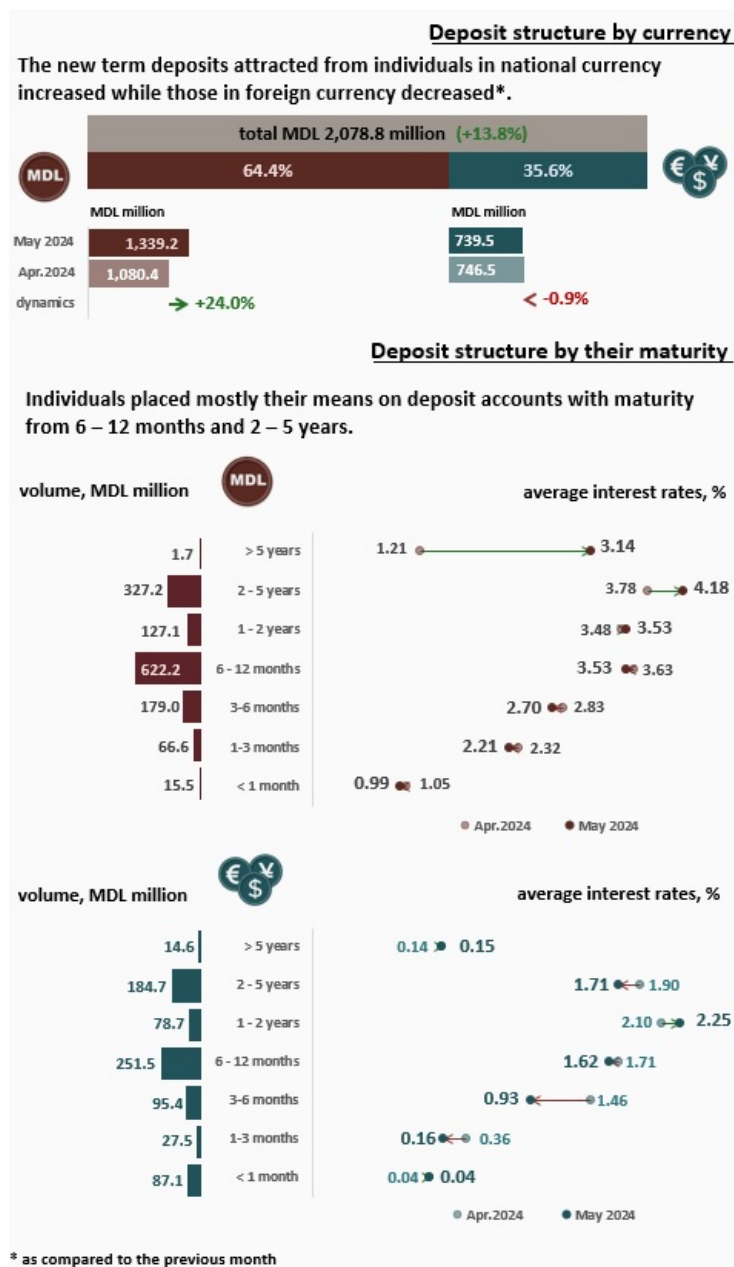 Deposit structure by currency
The new term deposits attracted from individuals in national currency
increased while those in foreign currency decreased*.
total MDL 2,078.8 million (+13.8%)
MDL 64.4% 35.6% € ¥ $
MDL million MDL million
May 2024 1,339.2 739.5
Apr.2024 1,080.4 746.5
dynamics +24.0% -0.9%
Deposit structure by their maturity
Individuals placed mostly their means on deposit accounts with maturity
from 6 – 12 months and 2 – 5 years.
volume, MDL million MDL average interest rates, %
1.7 > 5 years 1.21 3.14
327.2 2 - 5 years 3.78 4.18
127.1 1 - 2 years 3.48 3.53
622.2 6 - 12 months 3.53 3.63
179.0 3-6 months 2.70 2.83
66.6 1-3 months 2.21 2.32
15.5 < 1 month 0.99 1.05
Apr.2024 May 2024
volume, MDL million € ¥ $ average interest rates, %
14.6 > 5 years 0.14 0.15
184.7 2 - 5 years 1.71 1.90
78.7 1 - 2 years 2.10 2.25
251.5 6 - 12 months 1.62 1.71
95.4 3-6 months 0.93 1.46
27.5 1-3 months 0.16 0.36
87.1 < 1 month 0.04 0.04
Apr.2024 May 2024
* as compared to the previous month